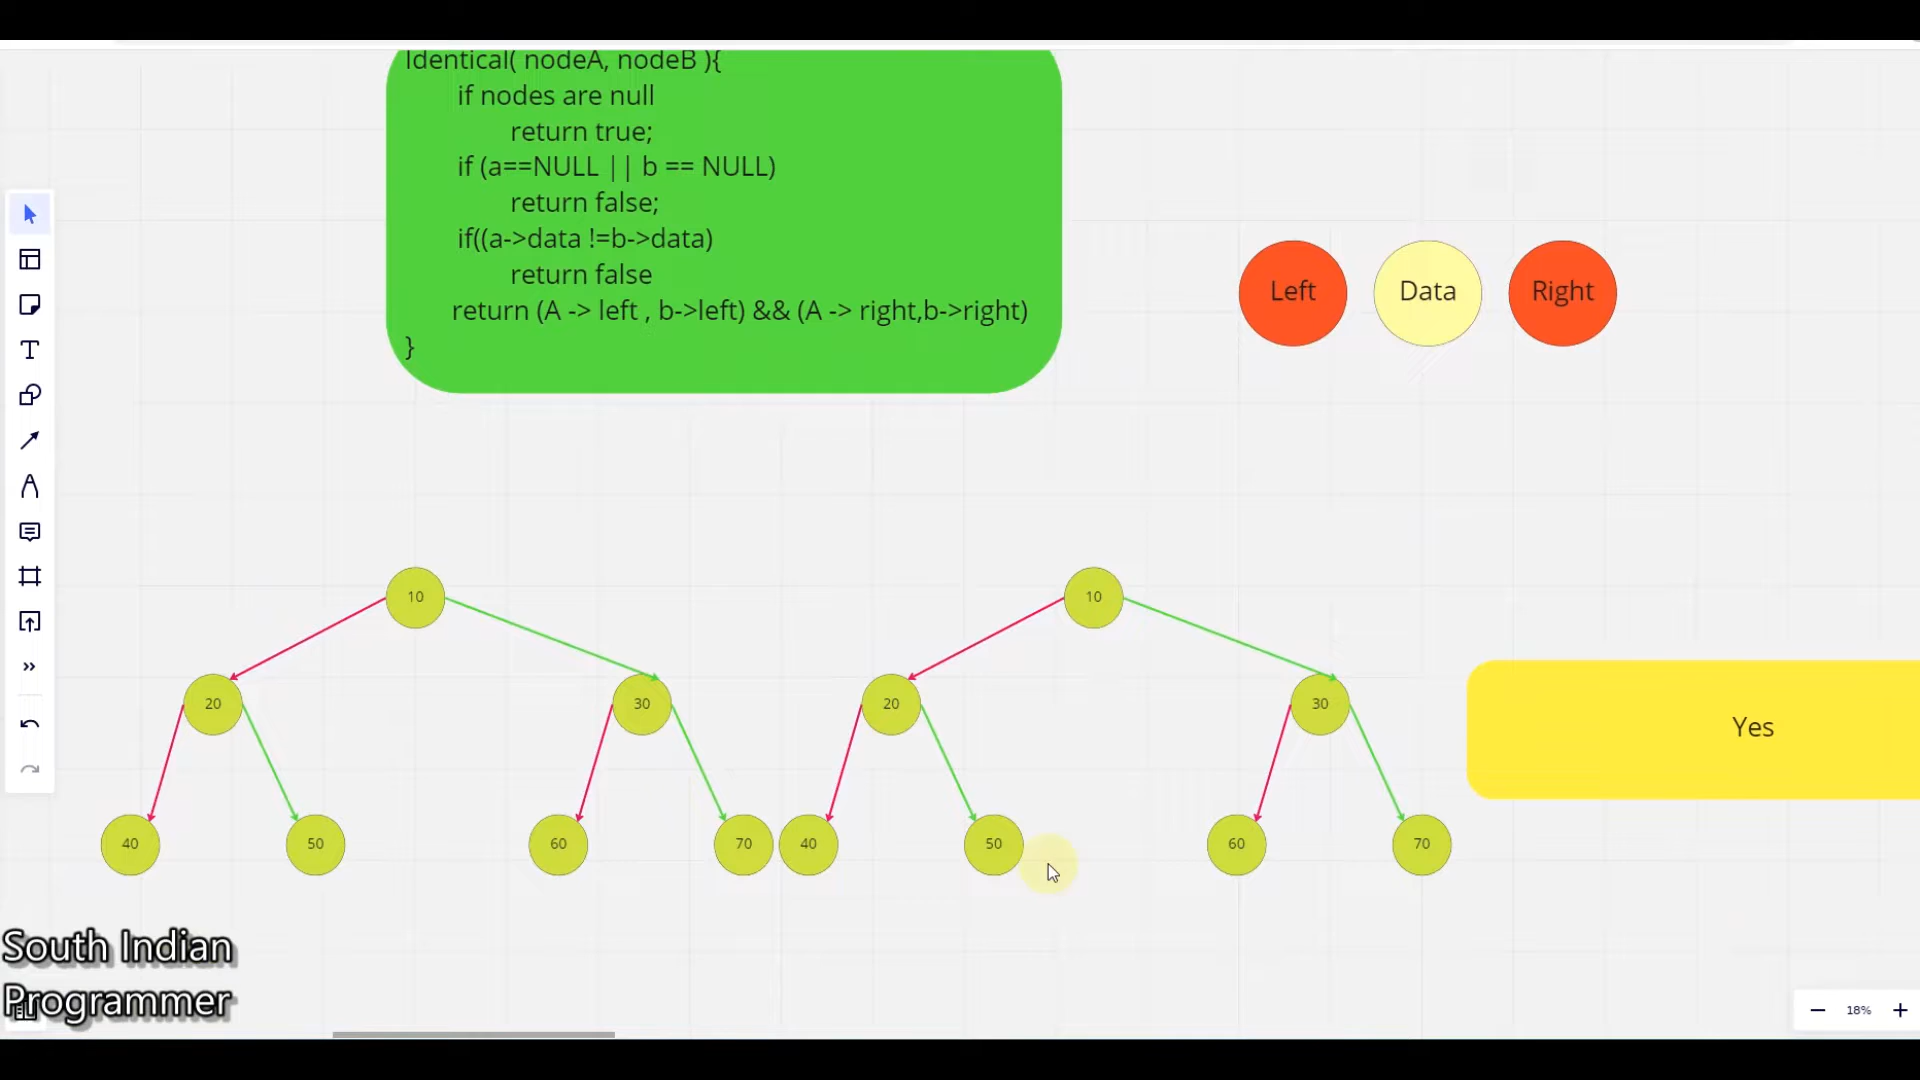 Identical( nodeA, nodeB ){
if nodes are null
return true;
if (a==NULL || b == NULL)
return false;
if((a->data !=b->data)
return false
return (A -> left , b->left) && (A -> right,b->right)
}
Left Data Right
10 10
20 30 20 30
Yes
40 50 60 70 40 50 60 70
South Indian
Programmer
18%